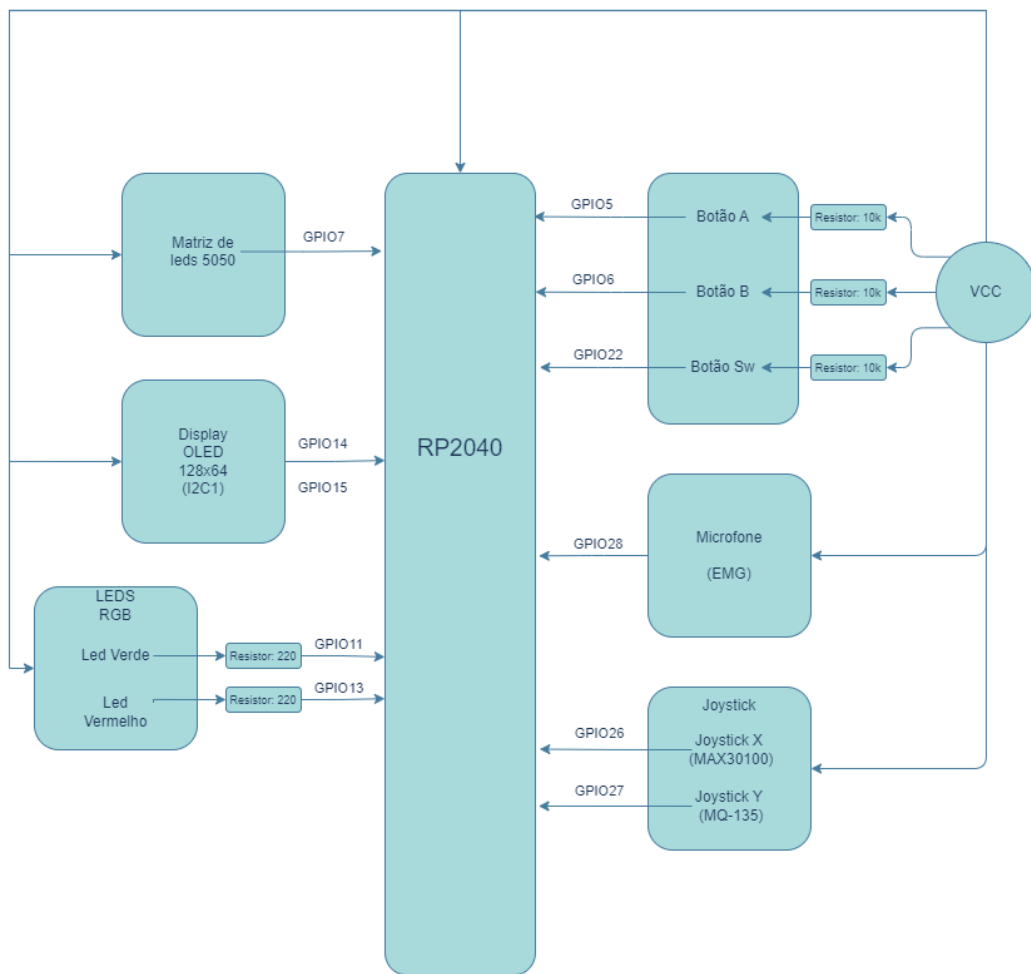 Matriz de
leds 5050
GPIO7
Display
OLED
128x64
(I2C1)
GPIO14
GPIO15
LEDS
RGB
Led Verde
Resistor: 220
GPIO11
Led
Vermelho
Resistor: 220
GPIO13
RP2040
GPIO5
Botão A
Resistor: 10k
GPIO6
Botão B
Resistor: 10k
GPIO22
Botão Sw
Resistor: 10k
VCC
GPIO28
Microfone
(EMG)
Joystick
GPIO26
Joystick X
(MAX30100)
GPIO27
Joystick Y
(MQ-135)